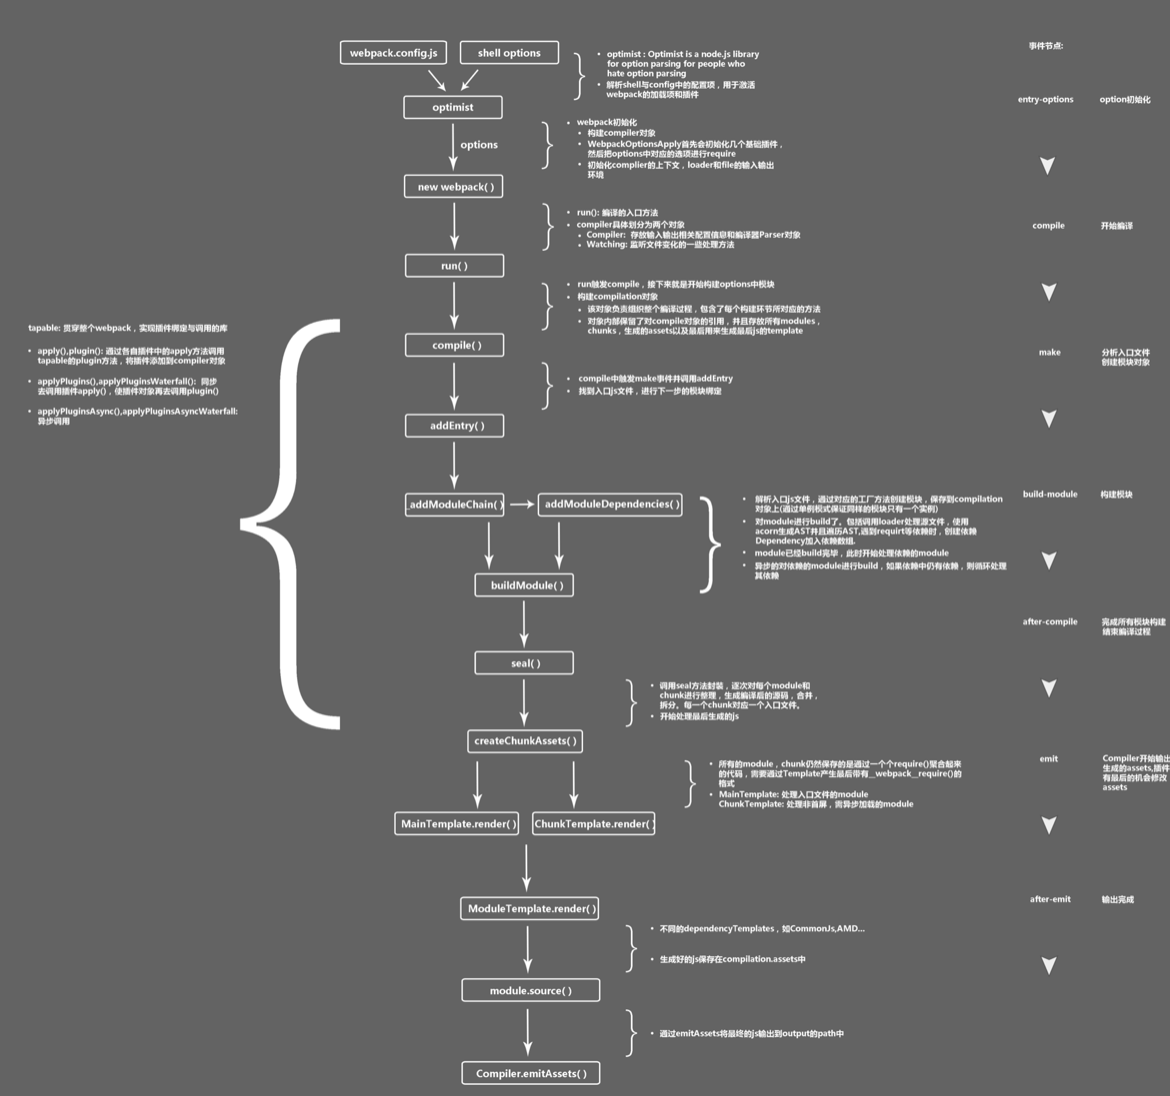 webpack.config.js
shell options
• optimist : Optimist is a node.js library
for option parsing for people who
hate option parsing
• 解析shell与config中的配置项，用于激活
webpack的加载项和插件
optimist
options
• webpack初始化
• 构建compiler对象
• WebpackOptionsApply首先会初始化几个基础插件，
然后把options中对应的选项进行require
• 初始化complier的上下文，loader和file的输入输出
环境
new webpack( )
• run(): 编译的入口方法
• compiler具体划分为两个对象
• Compiler: 存放输入输出相关配置信息和编译器Parser对象
• Watching: 监听文件变化的一些处理方法
run( )
• run触发compile，接下来就是开始构建options中模块
• 构建compilation对象
• 该对象负责组织整个编译过程，包含了每个构建环节所对应的方法
• 对象内部保留了对compile对象的引用，并且存放所有modules，
chunks，生成的assets以及最后用来生成最后js的template
compile( )
• compile中触发make事件并调用addEntry
• 找到入口js文件，进行下一步的模块绑定
addEntry( )
_addModuleChain( )
addModuleDependencies( )
• 解析入口js文件，通过对应的工厂方法创建模块，保存到compilation
对象上(通过单例模式保证同样的模块只有一个实例)
• 对module进行build了。包括调用loader处理源文件，使用
acorn生成AST并且遍历AST,遇到requirt等依赖时，创建依赖
Dependency加入依赖数组.
• module已经build完毕，此时开始处理依赖的module
• 异步的对依赖的module进行build，如果依赖中仍有依赖，则循环处理
其依赖
buildModule( )
seal( )
• 调用seal方法封装，逐次对每个module和
chunk进行整理，生成编译后的源码，合并，
拆分。每一个chunk对应一个入口文件。
• 开始处理最后生成的js
createChunkAssets( )
• 所有的module，chunk仍然保存的是通过一个个require()聚合起来
的代码，需要通过Template产生最后带有__webpack__require()的
格式
• MainTemplate: 处理入口文件的module
ChunkTemplate: 处理非首屏，需异步加载的module
MainTemplate.render( )
ChunkTemplate.render( )
ModuleTemplate.render( )
• 不同的dependencyTemplates，如CommonJs,AMD...
• 生成好的js保存在compilation.assets中
module.source( )
• 通过emitAssets将最终的js输出到output的path中
Compiler.emitAssets( )
tapable: 贯穿整个webpack，实现插件绑定与调用的库
• apply(),plugin(): 通过各自插件中的apply方法调用
tapable的plugin方法，将插件添加到compiler对象
• applyPlugins(),applyPluginsWaterfall(): 同步
去调用插件apply()，使插件对象再去调用plugin()
• applyPluginsAsync(),applyPluginsAsyncWaterfall:
异步调用
事件节点:
entry-options
option初始化
compile
开始编译
make
分析入口文件
创建模块对象
build-module
构建模块
after-compile
完成所有模块构建
结束编译过程
emit
Compiler开始输出
生成的assets,插件
有最后的机会修改
assets
after-emit
输出完成